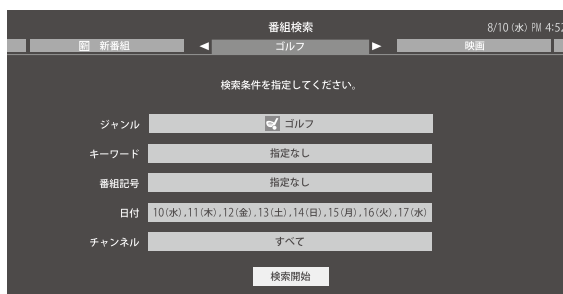 番組検索
8/10 (水) PM 4:52
新 新番組
◀ ゴルフ ▶
映画
検索条件を指定してください。
ジャンル ゴルフ
キーワード 指定なし
番組記号 指定なし
日付 10(水),11(木),12(金),13(土),14(日),15(月),16(火),17(水)
チャンネル すべて
検索開始